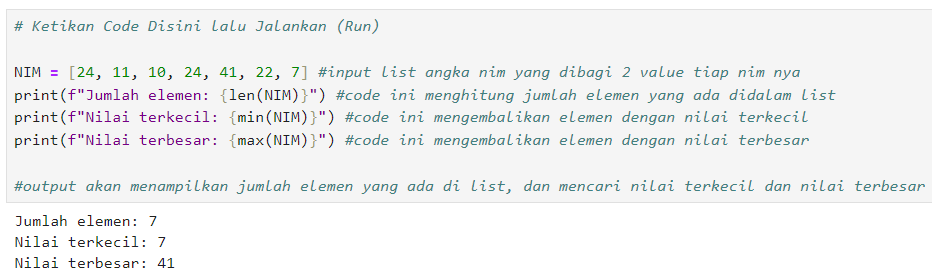 # Ketikan Code Disini lalu Jalankan (Run)
NIM = [24, 11, 10, 24, 41, 22, 7] #input list angka nim yang dibagi 2 value tiap nim nya
print(f"Jumlah elemen: {len(NIM)}") #code ini menghitung jumlah elemen yang ada didalam list
print(f"Nilai terkecil: {min(NIM)}") #code ini mengembalikan elemen dengan nilai terkecil
print(f"Nilai terbesar: {max(NIM)}") #code ini mengembalikan elemen dengan nilai terbesar
#output akan menampilkan jumlah elemen yang ada di list, dan mencari nilai terkecil dan nilai terbesar
Jumlah elemen: 7
Nilai terkecil: 7
Nilai terbesar: 41